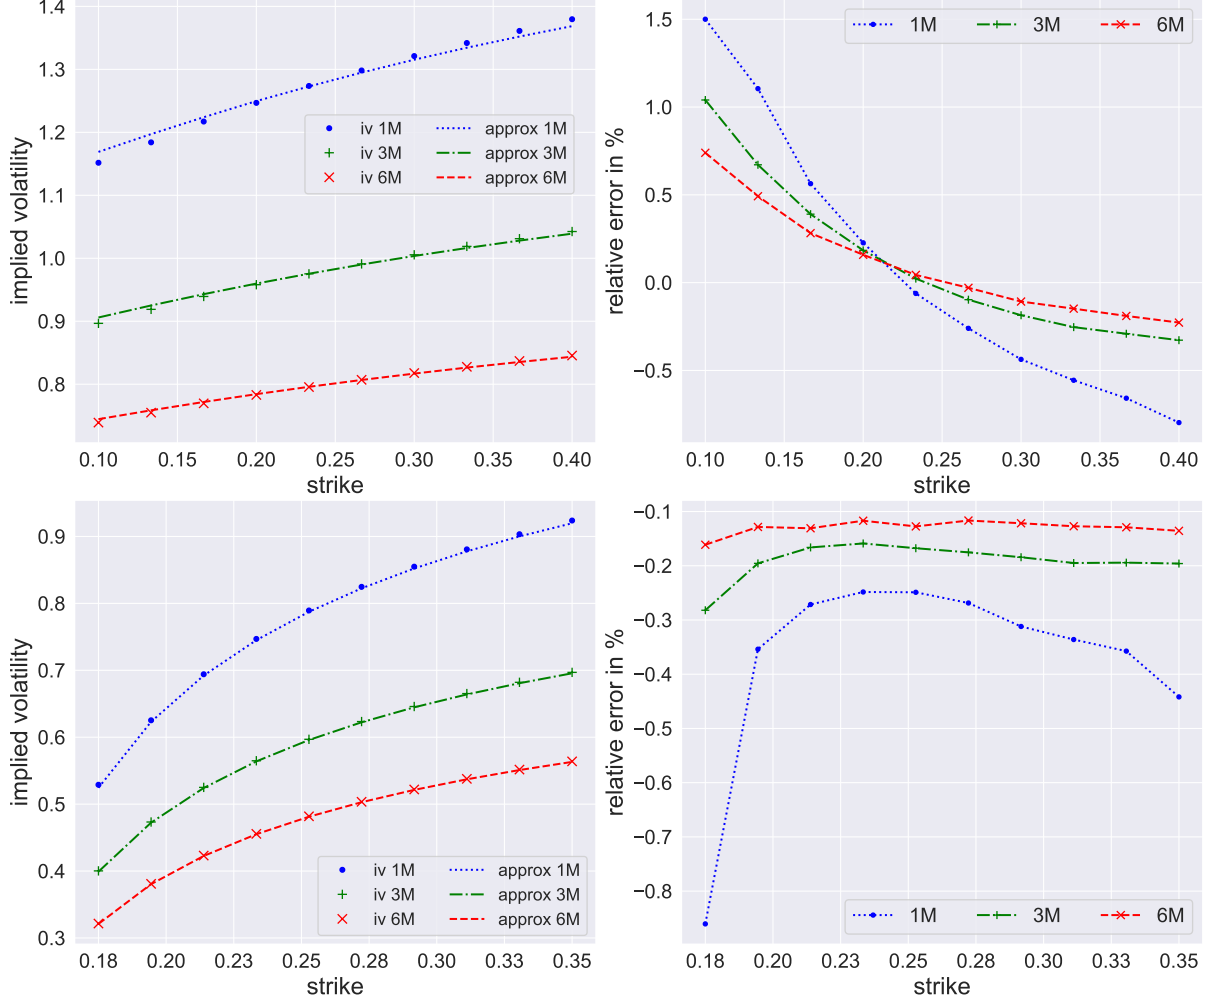 1.4
1.3
1.2
1.1
1.0
0.9
0.8
implied volatility
iv 1M approx 1M
iv 3M approx 3M
iv 6M approx 6M
0.10 0.15 0.20 0.25 0.30 0.35 0.40
strike
1.5
1.0
0.5
0.0
−0.5
relative error in %
1M 3M 6M
0.10 0.15 0.20 0.25 0.30 0.35 0.40
strike
0.9
0.8
0.7
0.6
0.5
0.4
0.3
implied volatility
iv 1M approx 1M
iv 3M approx 3M
iv 6M approx 6M
0.18 0.20 0.23 0.25 0.28 0.30 0.33 0.35
strike
−0.1
−0.2
−0.3
−0.4
−0.5
−0.6
−0.7
−0.8
relative error in %
1M 3M 6M
0.18 0.20 0.23 0.25 0.28 0.30 0.33 0.35
strike